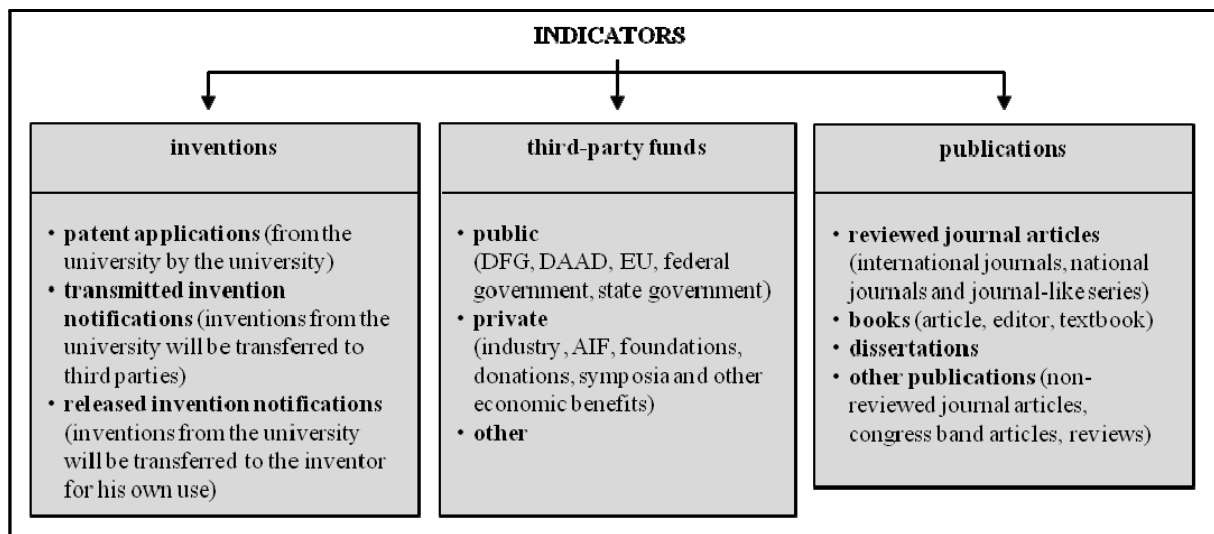 INDICATORS
inventions
• patent applications (from the
university by the university)
• transmitted invention
notifications (inventions from the
university will be transferred to
third parties)
• released invention notifications
(inventions from the university
will be transferred to the inventor
for his own use)
third-party funds
• public
(DFG, DAAD, EU, federal
government, state government)
• private
(industry, AIF, foundations,
donations, symposia and other
economic benefits)
• other
publications
• reviewed journal articles
(international journals, national
journals and journal-like series)
• books (article, editor, textbook)
• dissertations
• other publications (non-
reviewed journal articles,
congress band articles, reviews)